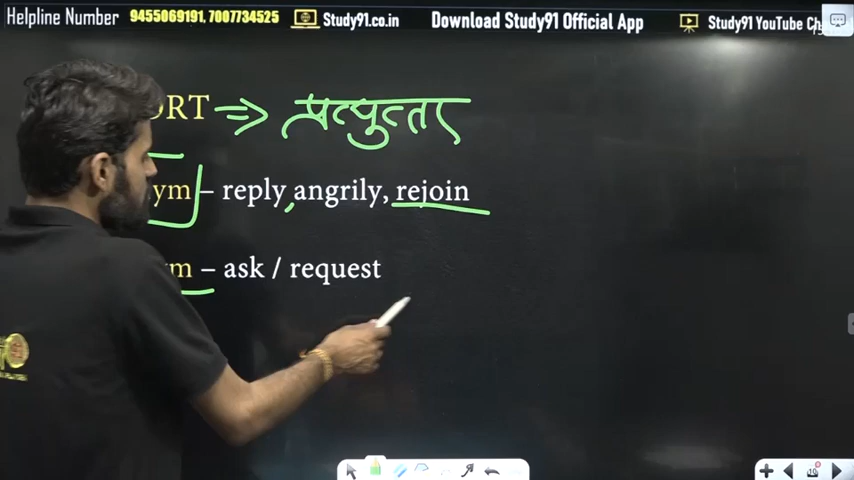 Helpline Number 9455069191, 7007734525 Study91.co.in Download Study91 Official App Study91 YouTube
ORT ⇒ प्रत्युत्तर
ym – reply, angrily, rejoin
ym – ask / request